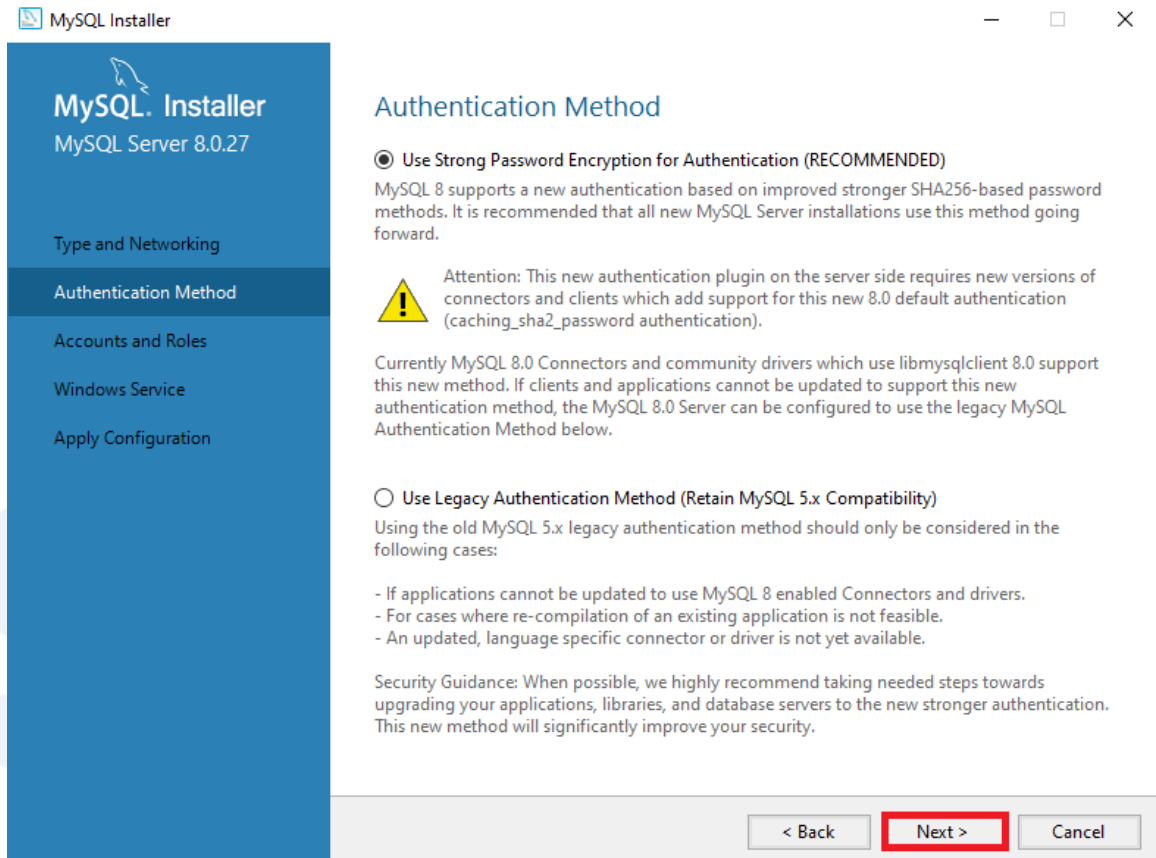 MySQL Installer
MySQL. Installer
MySQL Server 8.0.27
Type and Networking
Authentication Method
Accounts and Roles
Windows Service
Apply Configuration
Authentication Method
Use Strong Password Encryption for Authentication (RECOMMENDED)
MySQL 8 supports a new authentication based on improved stronger SHA256-based password
methods. It is recommended that all new MySQL Server installations use this method going
forward.
Attention: This new authentication plugin on the server side requires new versions of
connectors and clients which add support for this new 8.0 default authentication
(caching_sha2_password authentication).
Currently MySQL 8.0 Connectors and community drivers which use libmysqlclient 8.0 support
this new method. If clients and applications cannot be updated to support this new
authentication method, the MySQL 8.0 Server can be configured to use the legacy MySQL
Authentication Method below.
Use Legacy Authentication Method (Retain MySQL 5.x Compatibility)
Using the old MySQL 5.x legacy authentication method should only be considered in the
following cases:
- If applications cannot be updated to use MySQL 8 enabled Connectors and drivers.
- For cases where re-compilation of an existing application is not feasible.
- An updated, language specific connector or driver is not yet available.
Security Guidance: When possible, we highly recommend taking needed steps towards
upgrading your applications, libraries, and database servers to the new stronger authentication.
This new method will significantly improve your security.
< Back
Next >
Cancel